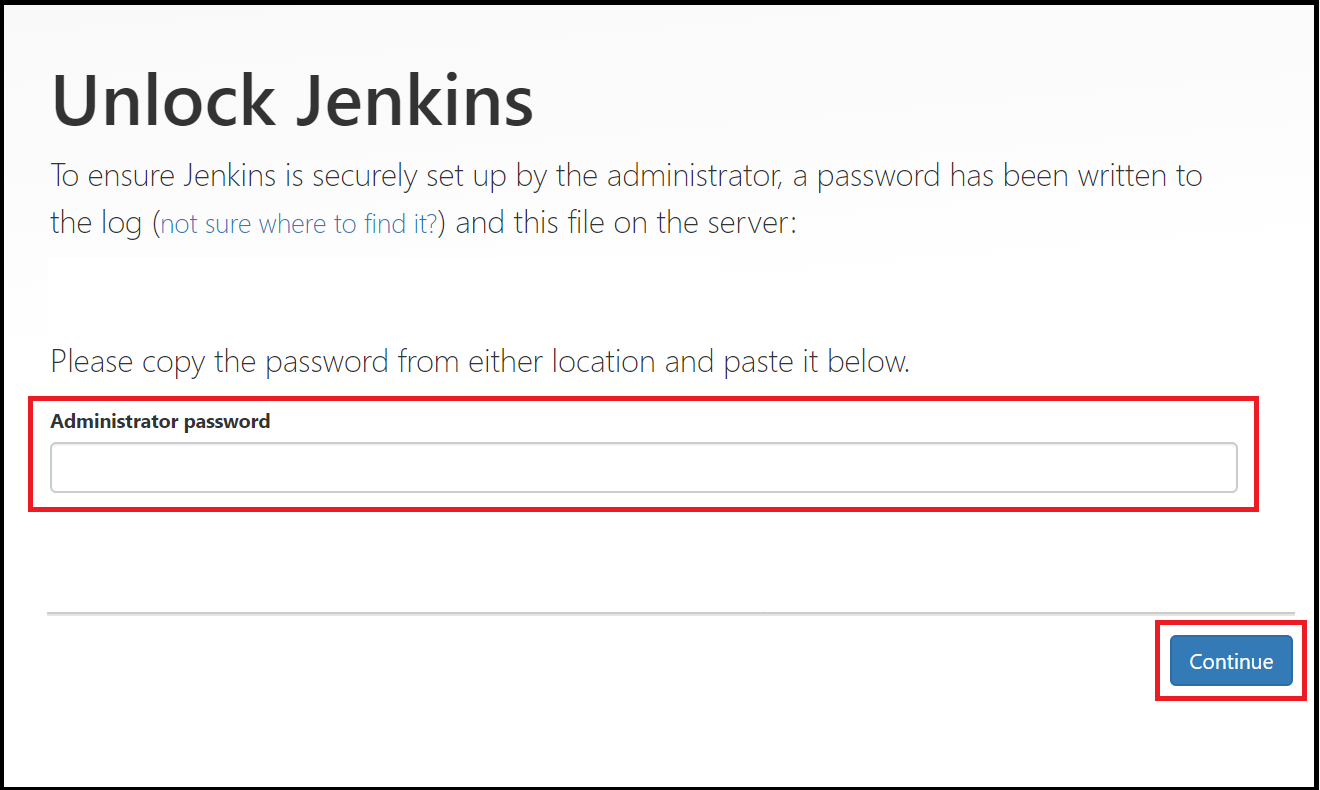 Unlock Jenkins
To ensure Jenkins is securely set up by the administrator, a password has been written to
the log (not sure where to find it?) and this file on the server:
Please copy the password from either location and paste it below.
Administrator password
Continue